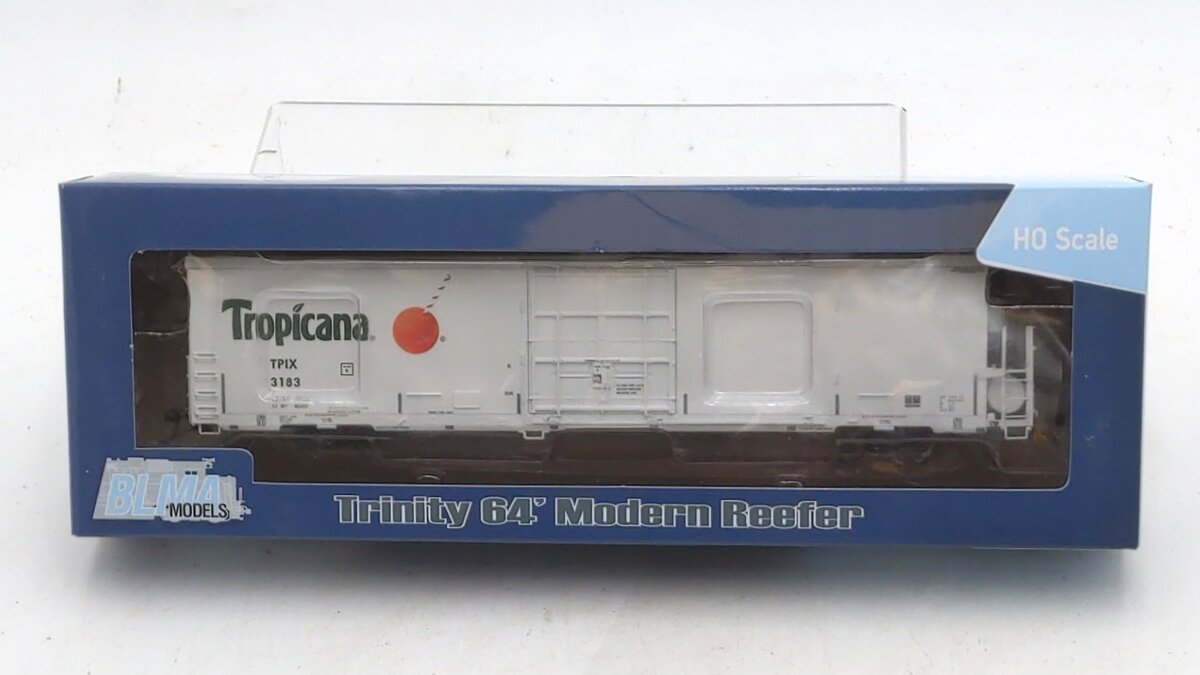 HO Scale
Tropicana
TPIX
3183
BLMA
MODELS
Trinity 64' Modern Reefer